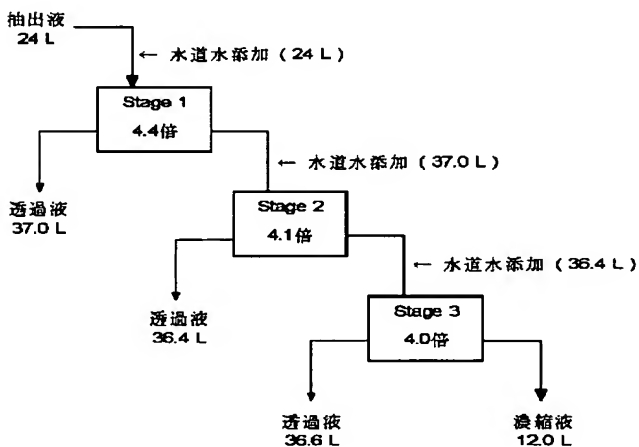 抽出液
24 L
← 水道水添加 (24 L)
Stage 1
4.4倍
← 水道水添加 (37.0 L)
透過液
37.0 L
Stage 2
4.1倍
← 水道水添加 (36.4 L)
透過液
36.4 L
Stage 3
4.0倍
透過液
36.6 L
濃縮液
12.0 L